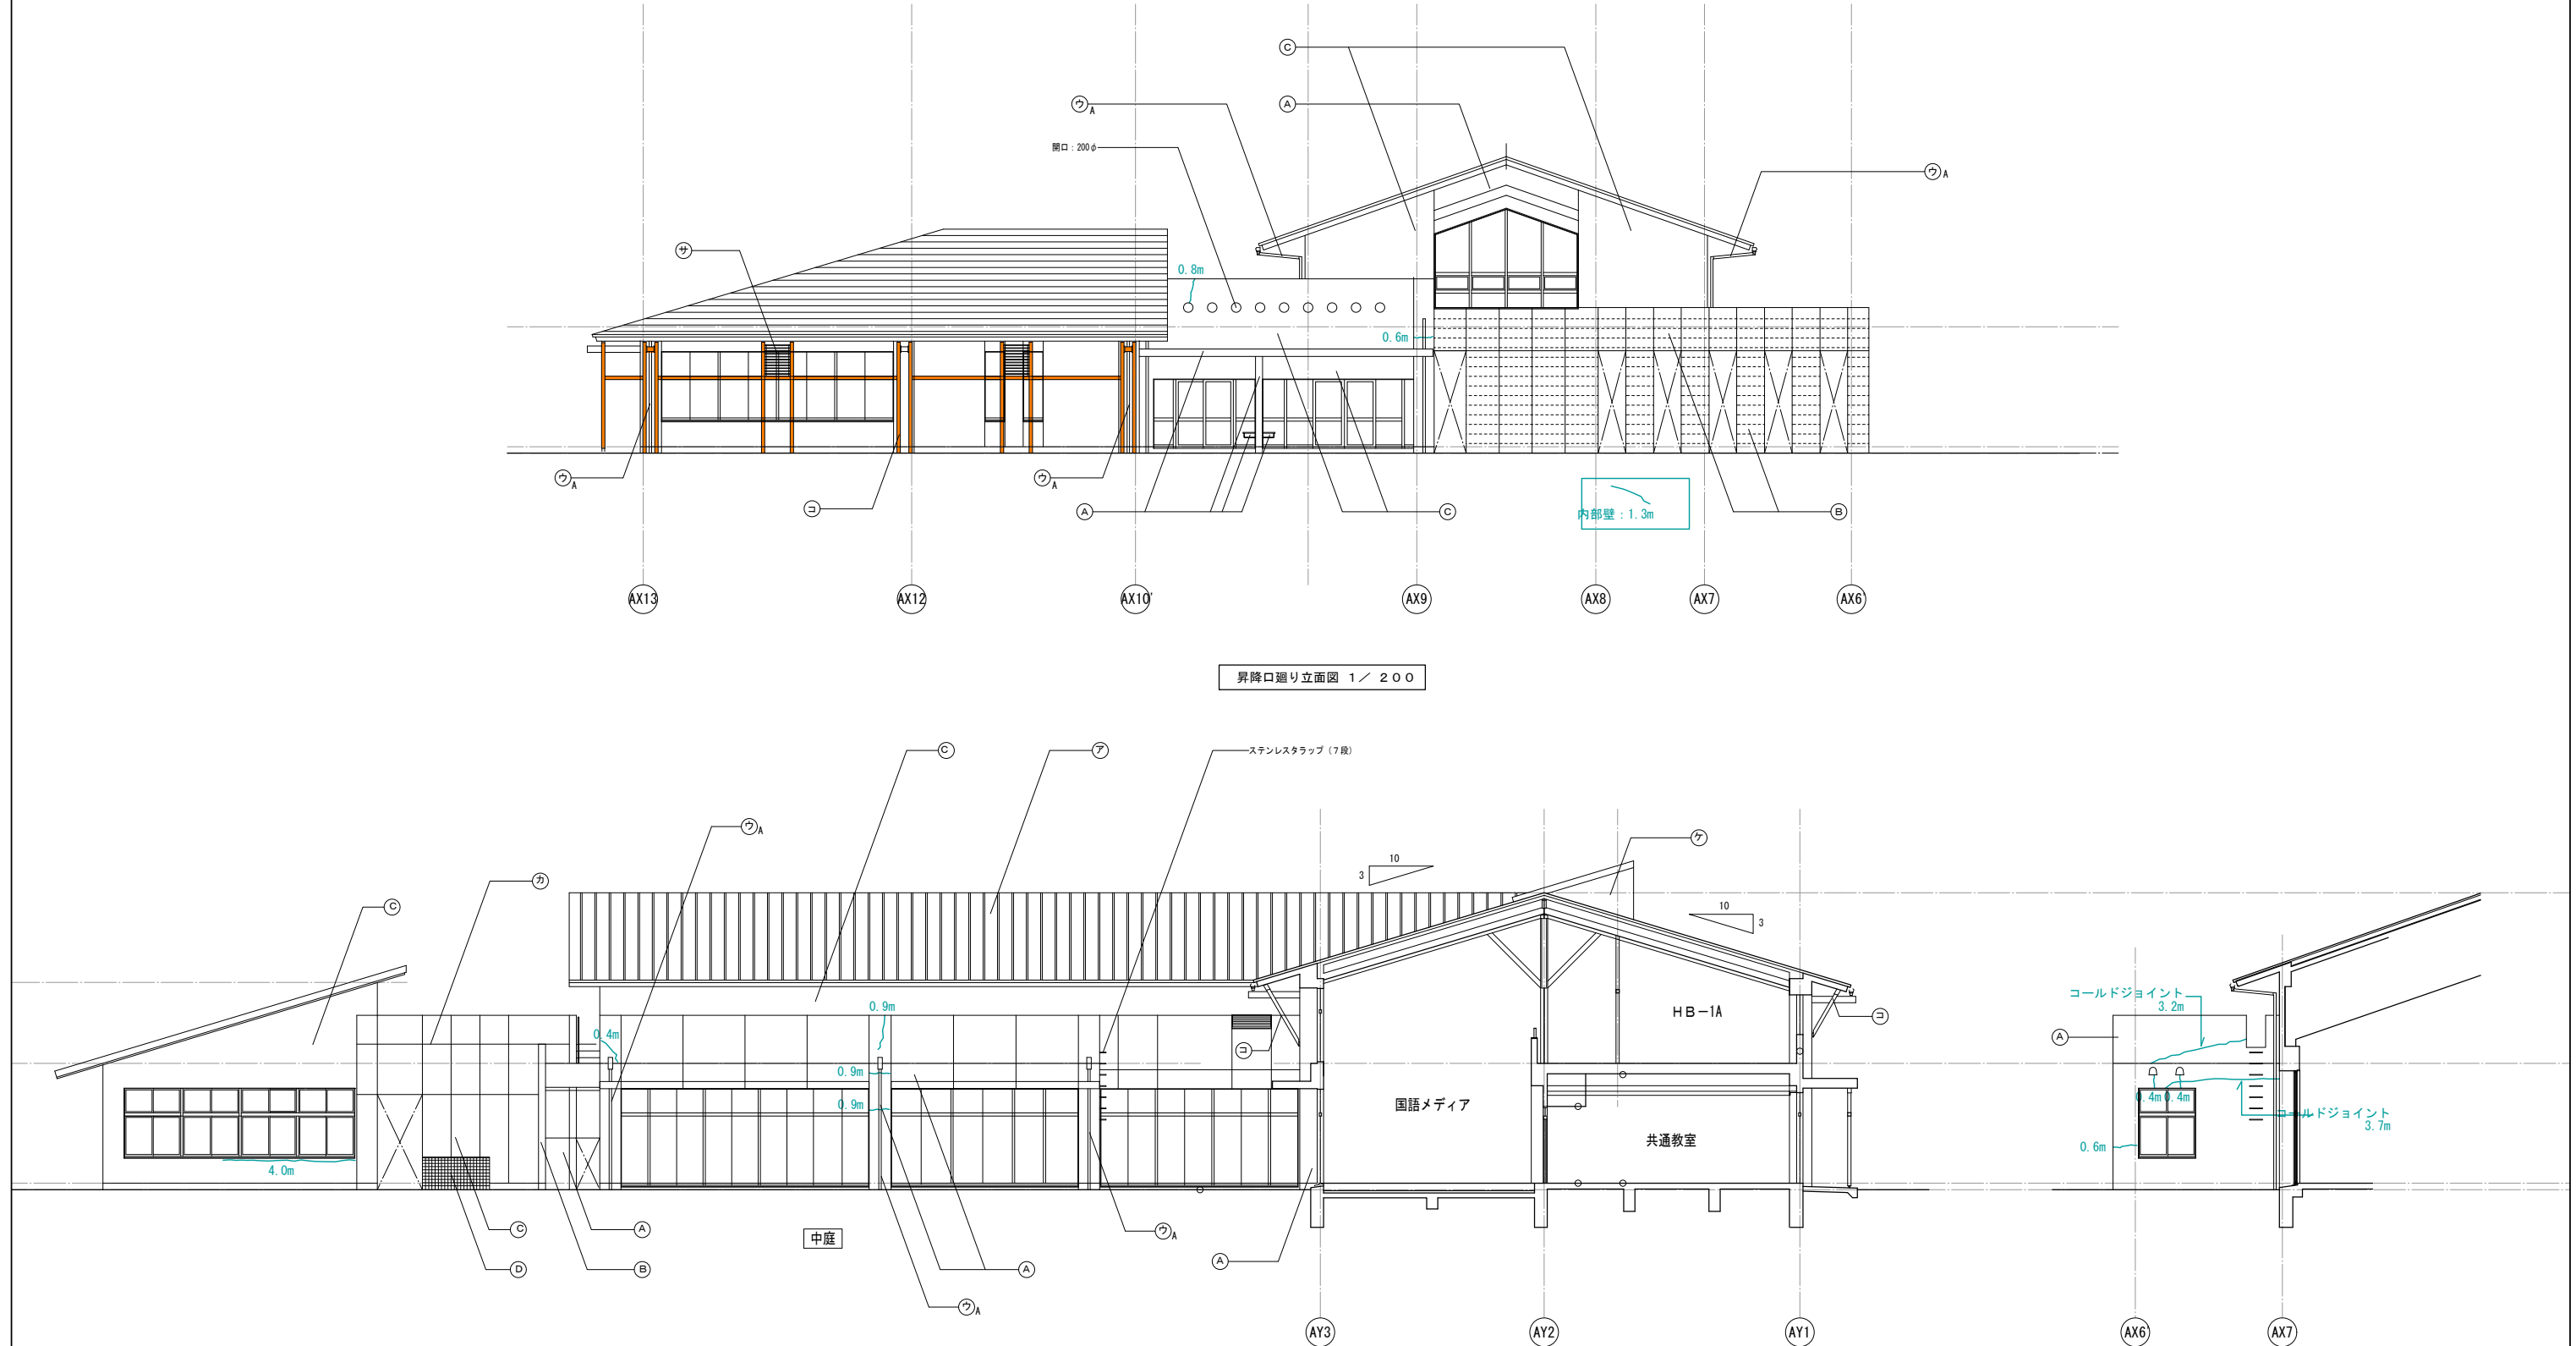 Ⓒ
㋒A
Ⓐ
開口：200φ
㋒A
㋚
0.8m
0.6m
㋒A
㋙
㋒A
Ⓐ
Ⓒ
内部壁：1.3m
Ⓑ
AX13
AX12
AX10'
AX9
AX8
AX7
AX6'
昇降口廻り立面図 1／ 200
Ⓒ
㋐
ステンレスタラップ（7段）
㋒A
㋘
10
3
㋕
Ⓒ
10
3
0.9m
0.4m
0.9m
0.9m
㋙
HB－1A
㋙
国語メディア
共通教室
コールドジョイント
3.2m
Ⓐ
0.4m
0.4m
コールドジョイント
3.7m
0.6m
4.0m
Ⓒ
Ⓐ
中庭
㋒A
Ⓓ
Ⓑ
Ⓐ
Ⓐ
㋒A
AY3
AY2
AY1
AX6'
AX7